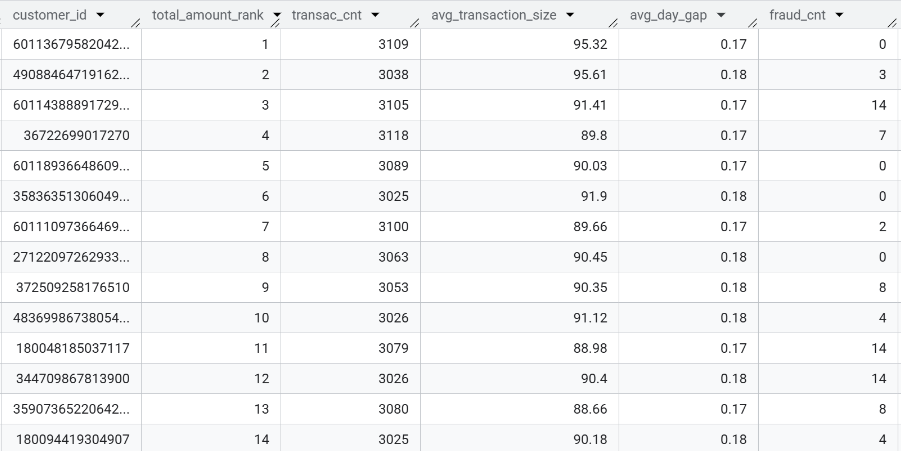 customer_id total_amount_rank transac_cnt avg_transaction_size avg_day_gap fraud_cnt
60113679582042... 1 3109 95.32 0.17 0
49088464719162... 2 3038 95.61 0.18 3
60114388891729... 3 3105 91.41 0.17 14
36722699017270 4 3118 89.8 0.17 7
60118936648609... 5 3089 90.03 0.17 0
35836351306049... 6 3025 91.9 0.18 0
60111097366469... 7 3100 89.66 0.17 2
27122097262933... 8 3063 90.45 0.18 0
372509258176510 9 3053 90.35 0.18 8
48369986738054... 10 3026 91.12 0.18 4
180048185037117 11 3079 88.98 0.17 14
344709867813900 12 3026 90.4 0.18 14
35907365220642... 13 3080 88.66 0.17 8
180094419304907 14 3025 90.18 0.18 4